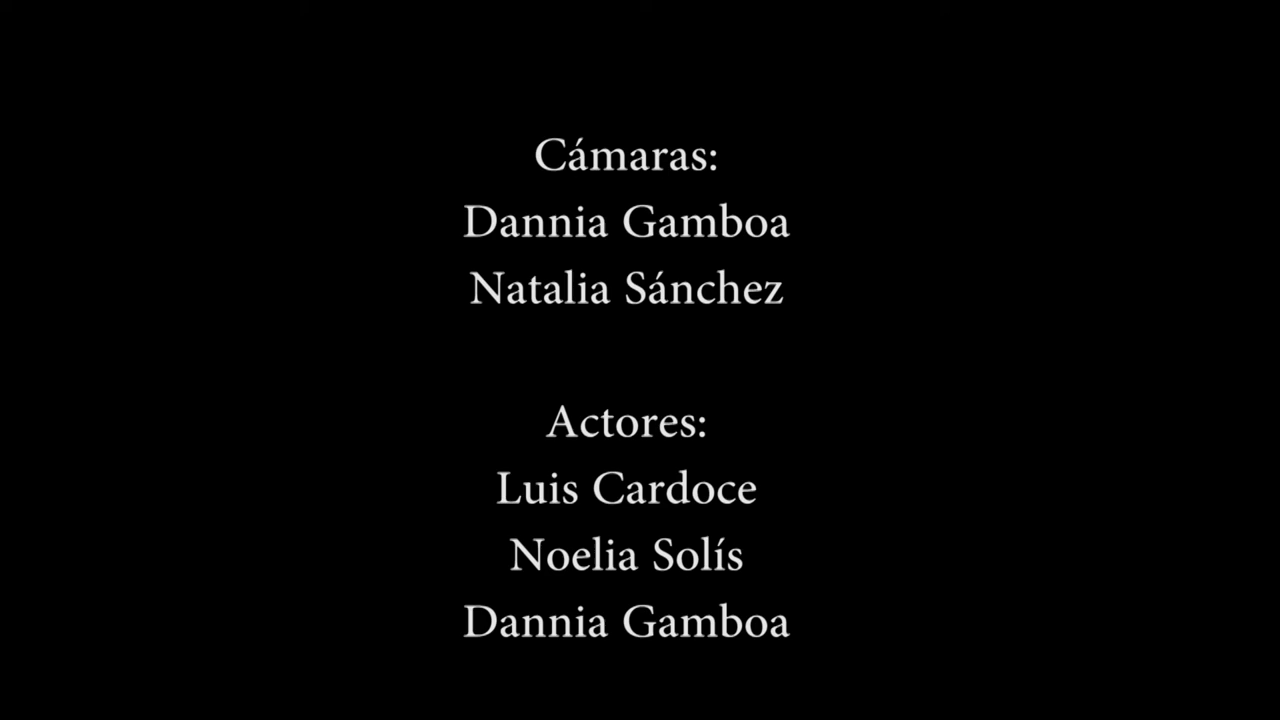 Cámaras:
Dannia Gamboa
Natalia Sánchez
Actores:
Luis Cardoce
Noelia Solís
Dannia Gamboa